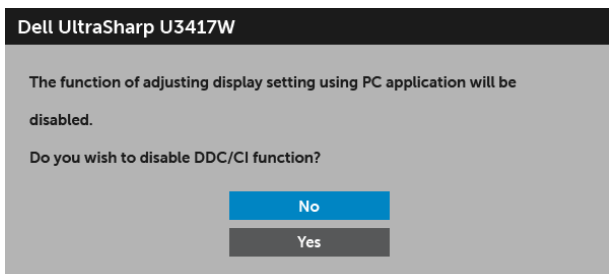 Dell UltraSharp U3417W
The function of adjusting display setting using PC application will be
disabled.
Do you wish to disable DDC/CI function?
No
Yes